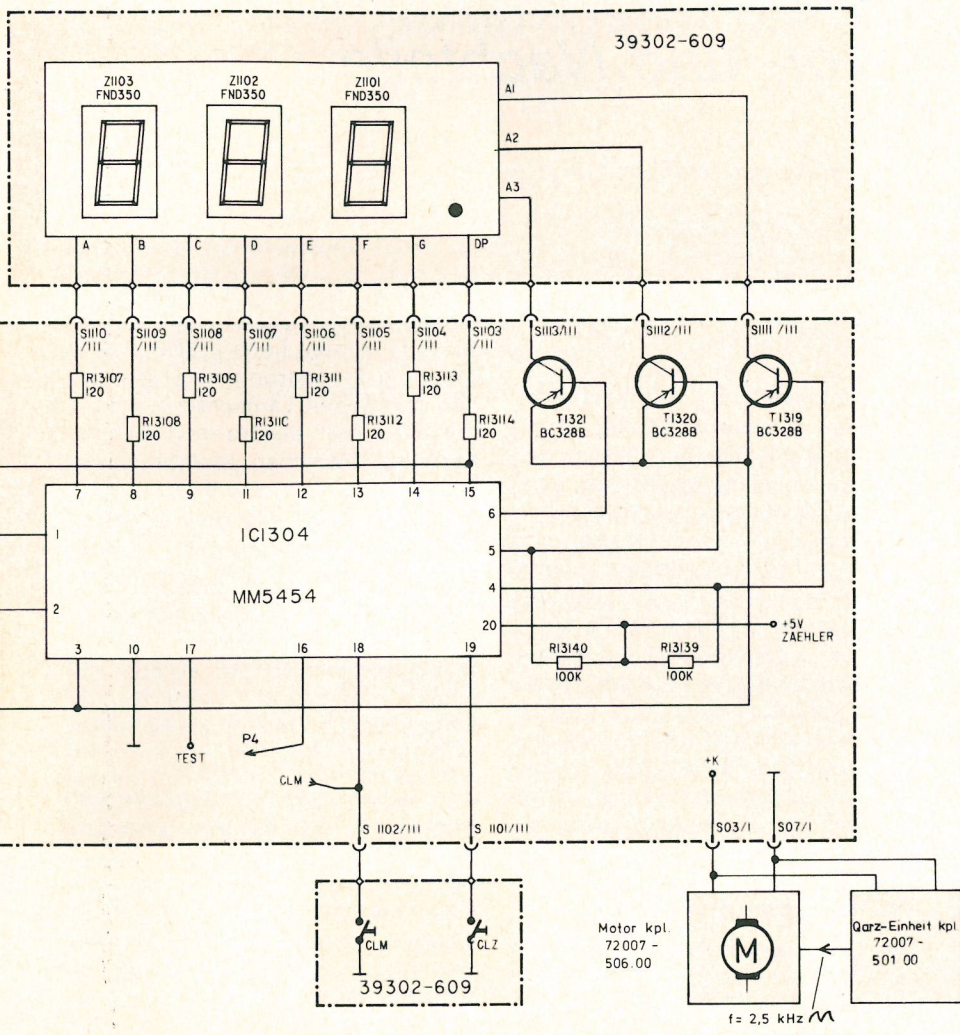 39302-609
Z1103 Z1102 Z1101
FND350 FND350 FND350
A1
A2
A3
A B C D E F G DP
S1110 S1109 S1108 S1107 S1106 S1105 S1104 S1103 S1113/111 S1112/111 S1111 /111
/111 /111 /111 /111 /111 /111 /111 /111
R13107 R13109 R13111 R13113
120 120 120 120
R13108 R1311C R13112 R13114
120 120 120 120
T1321 T1320 T1319
BC328B BC328B BC328B
7 8 9 11 12 13 14 15
6
1 IC1304 5
MM5454 4
2 20 +5V
ZAEHLER
3 10 17 16 18 19
R13140 R13139
100K 100K
P4
TEST
CLM
+K
S 1102/111 S 1101/111 S03/1 S07/1
CLM CLZ
39302-609
Motor kpl.
72007-
506.00
M
Qarz-Einheit kpl
72007-
501 00
f= 2,5 kHz